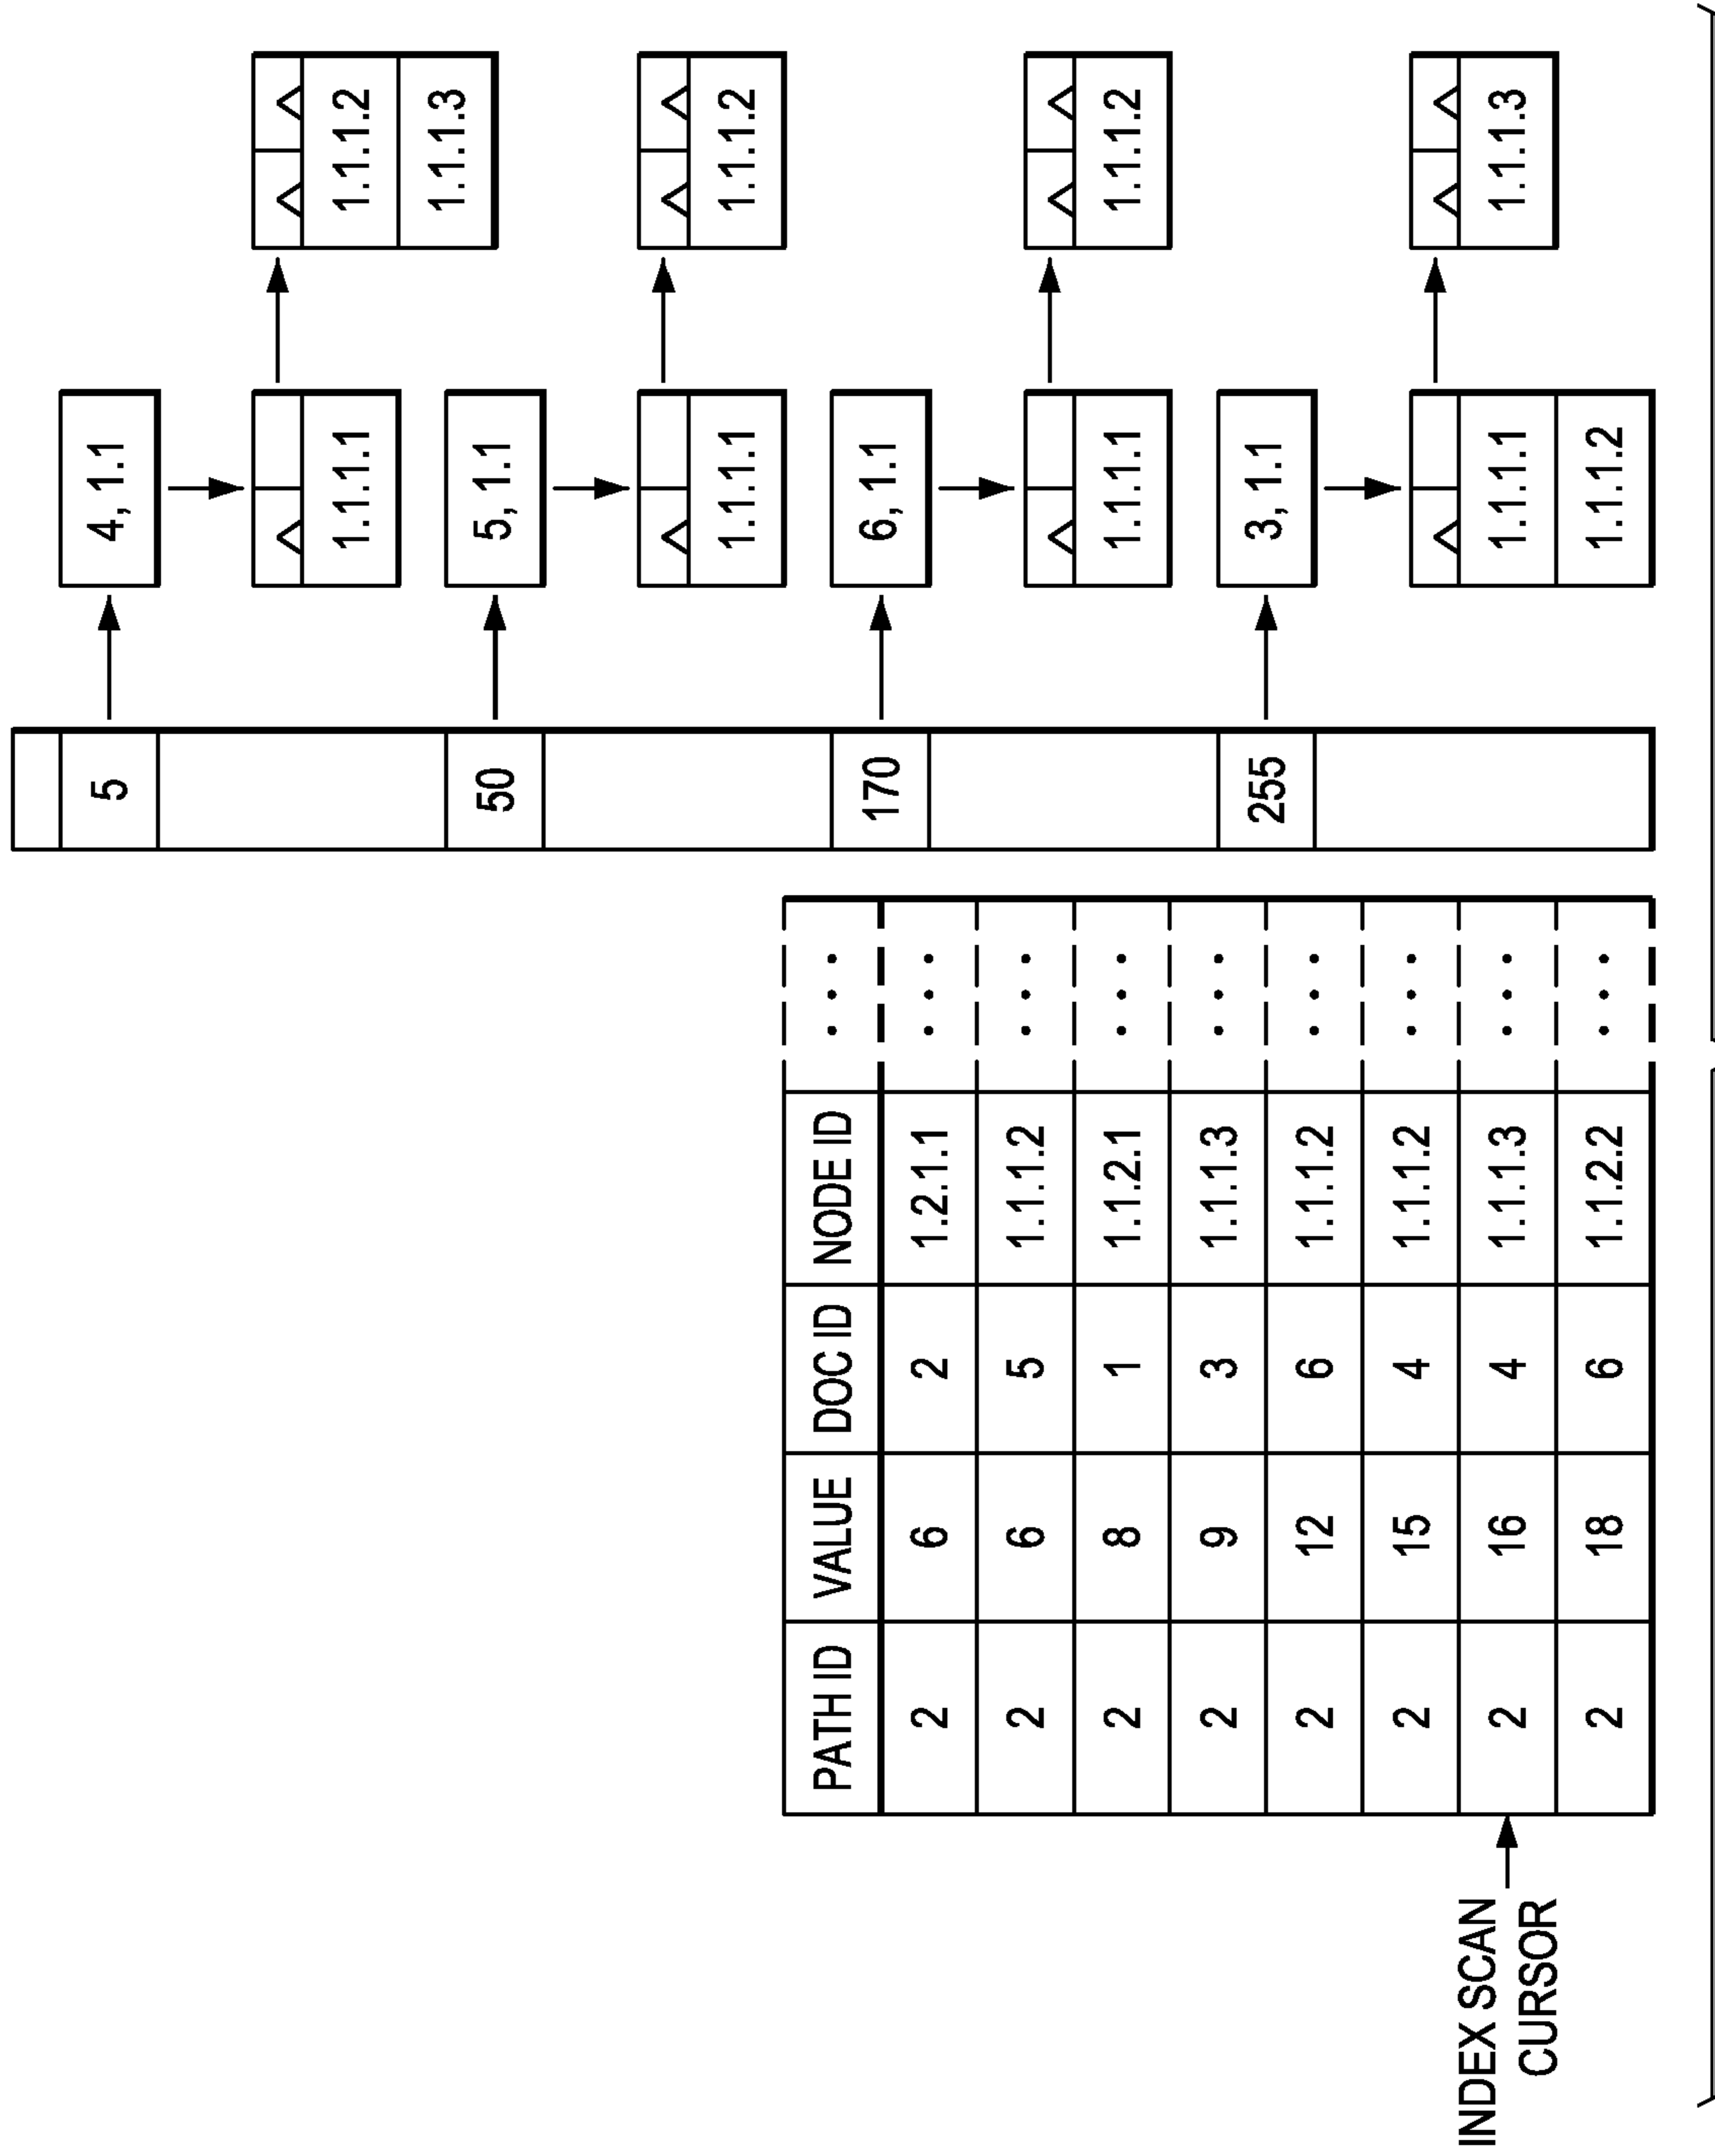 PATH ID VALUE DOC ID NODE ID ...
2 6 2 1.2.1.1 ...
2 6 5 1.1.1.2 ...
2 8 1 1.1.2.1 ...
2 9 3 1.1.1.3 ...
2 12 6 1.1.1.2 ...
2 15 4 1.1.1.2 ...
2 16 4 1.1.1.3 ...
2 18 6 1.1.2.2 ...
INDEX SCAN
CURSOR
5
4, 1.1
1.1.1.1
1.1.1.2
1.1.1.3
50
5, 1.1
1.1.1.1
1.1.1.2
170
6, 1.1
1.1.1.1
1.1.1.2
255
3, 1.1
1.1.1.1
1.1.1.2
1.1.1.3